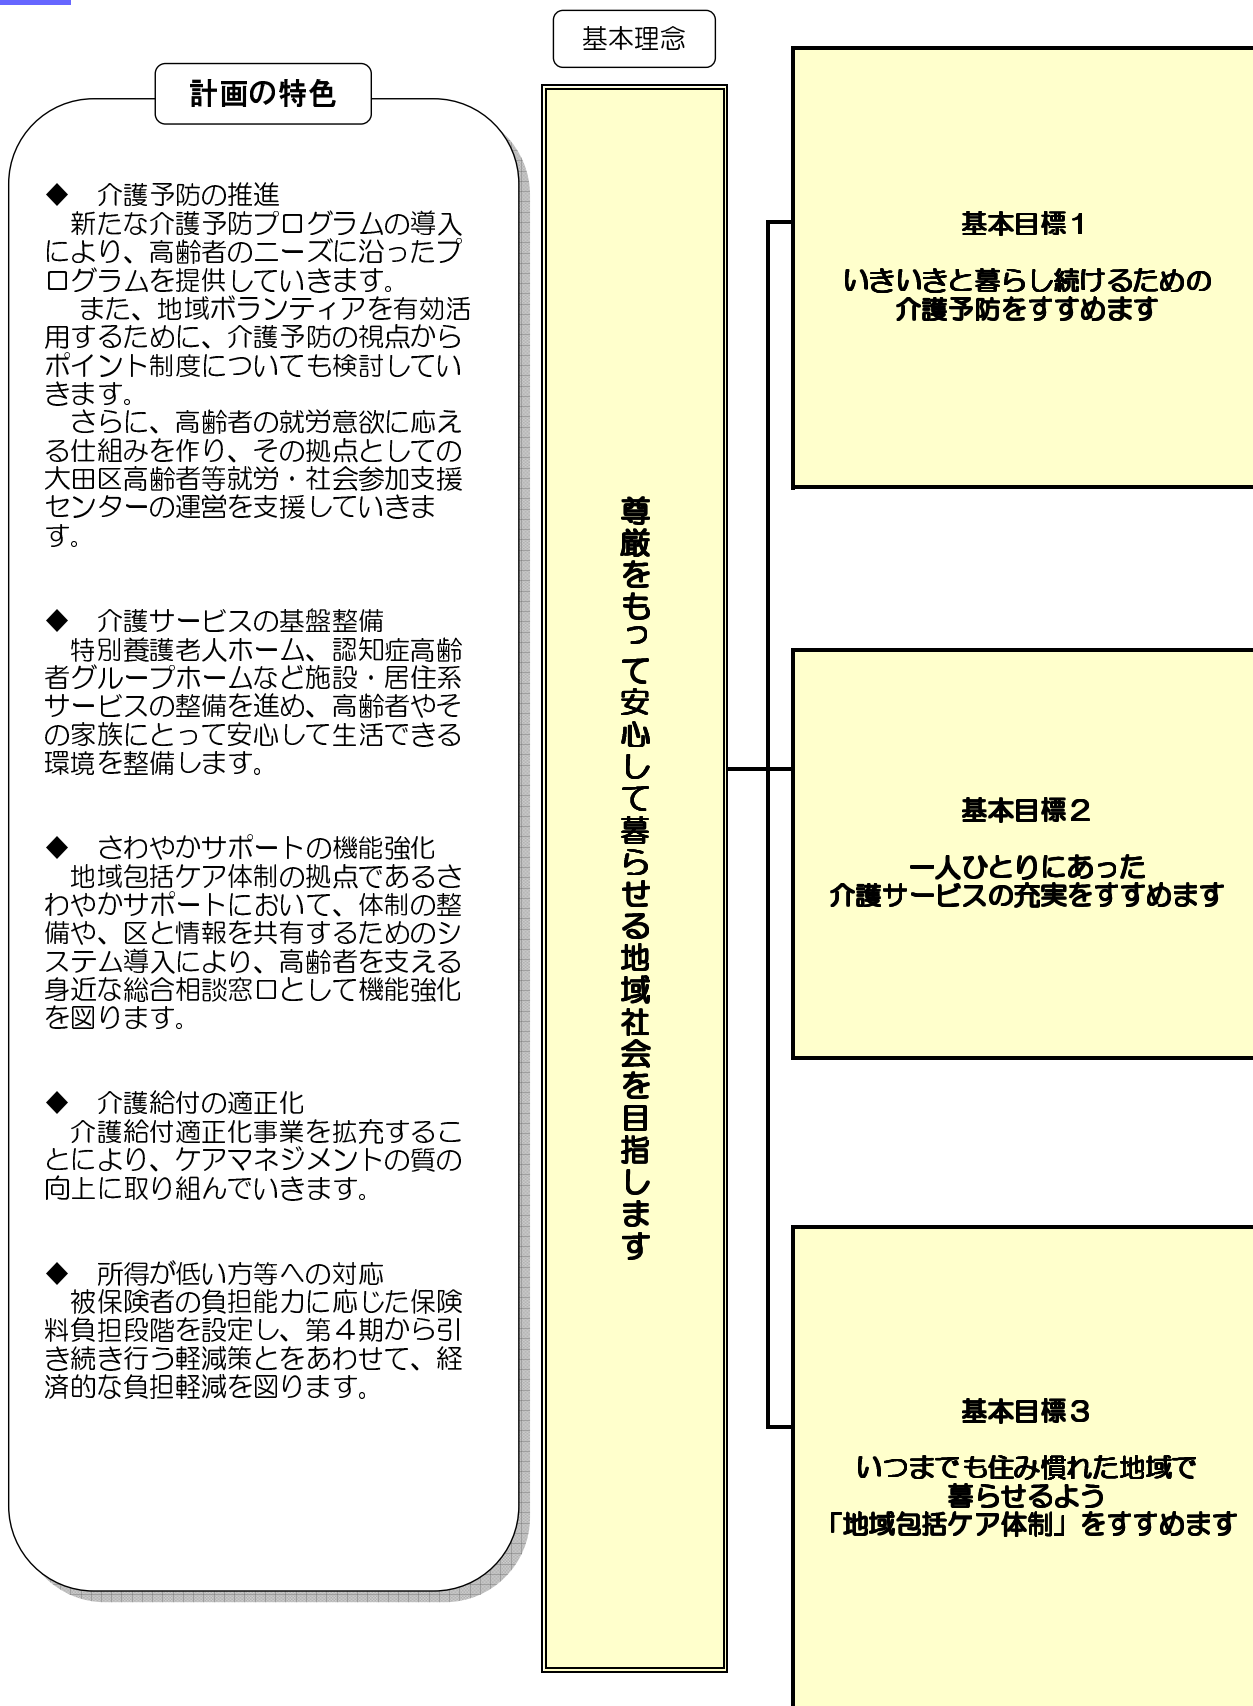 計画の特色
◆　介護予防の推進
　新たな介護予防プログラムの導入
により、高齢者のニーズに沿ったプ
ログラムを提供していきます。
　また、地域ボランティアを有効活
用するために、介護予防の視点から
ポイント制度についても検討してい
きます。
　さらに、高齢者の就労意欲に応え
る仕組みを作り、その拠点としての
大田区高齢者等就労・社会参加支援
センターの運営を支援していきま
す。
◆　介護サービスの基盤整備
　特別養護老人ホーム、認知症高齢
者グループホームなど施設・居住系
サービスの整備を進め、高齢者やそ
の家族にとって安心して生活できる
環境を整備します。
◆　さわやかサポートの機能強化
　地域包括ケア体制の拠点であるさ
わやかサポートにおいて、体制の整
備や、区と情報を共有するためのシ
ステム導入により、高齢者を支える
身近な総合相談窓口として機能強化
を図ります。
◆　介護給付の適正化
　介護給付適正化事業を拡充するこ
とにより、ケアマネジメントの質の
向上に取り組んでいきます。
◆　所得が低い方等への対応
　被保険者の負担能力に応じた保険
料負担段階を設定し、第４期から引
き続き行う軽減策とをあわせて、経
済的な負担軽減を図ります。
基本理念
尊厳をもって安心して暮らせる地域社会を目指します
基本目標１
いきいきと暮らし続けるための
介護予防をすすめます
基本目標２
一人ひとりにあった
介護サービスの充実をすすめます
基本目標３
いつまでも住み慣れた地域で
暮らせるよう
「地域包括ケア体制」をすすめます